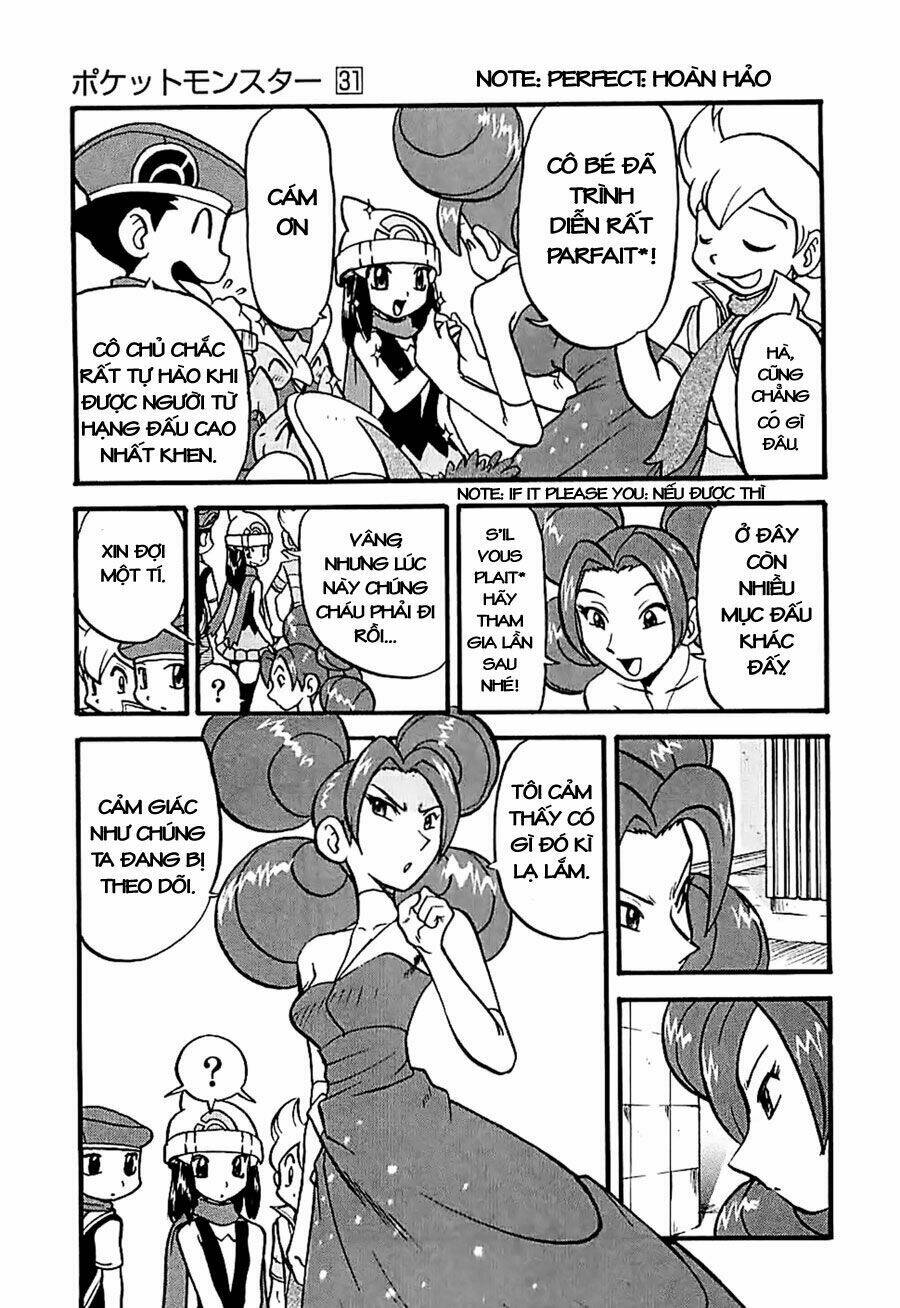 ポケットモンスター 31
NOTE: PERFECT: HOÀN HẢO
CÔ BÉ ĐÃ
TRÌNH
DIỄN RẤT
PARFAIT*!
CÁM
ƠN
HÀ,
CŨNG
CHẲNG
CÓ GÌ
ĐÂU.
CÔ CHỦ CHẮC
RẤT TỰ HÀO KHI
ĐƯỢC NGƯỜI TỪ
HẠNG ĐẤU CAO
NHẤT KHEN.
NOTE: IF IT PLEASE YOU: NẾU ĐƯỢC THÌ
Ở ĐÂY
CÒN
NHIỀU
MỤC ĐẤU
KHÁC
ĐẤY.
S'IL
VOUS
PLAIT*
HÃY
THAM
GIA LẦN
SAU
NHÉ!
VÂNG,
NHƯNG LÚC
NÀY CHÚNG
CHÁU PHẢI ĐI
RỒI...
?
XIN ĐỢI
MỘT TÍ.
TÔI CẢM
THẤY CÓ
GÌ ĐÓ KÌ
LẠ LẮM.
CẢM GIÁC
NHƯ CHÚNG
TA ĐANG BỊ
THEO DÕI.
?